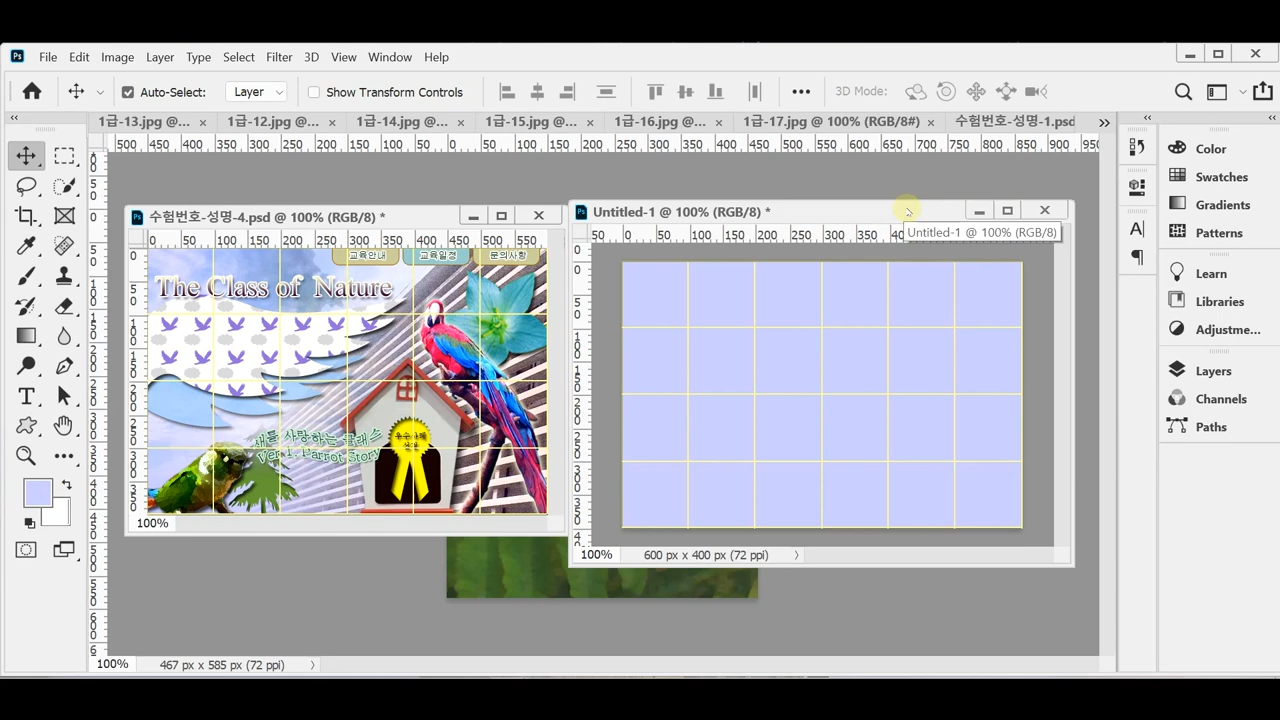 Ps File Edit Image Layer Type Select Filter 3D View Window Help
Auto-Select: Layer Show Transform Controls 3D Mode:
1급-13.jpg @... 1급-12.jpg @... 1급-14.jpg @... 1급-15.jpg @... 1급-16.jpg @... 1급-17.jpg @ 100% (RGB/8#) 수험번호-성명-1.psd
500 450 400 350 300 250 200 150 100 50 0 50 100 150 200 250 300 350 400 450 500 550 600 650 700 750 800 850 900 950
Ps 수험번호-성명-4.psd @ 100% (RGB/8) *
0 50 100 150 200 250 300 350 400 450 500 550
교육안내 교육일정 문의사항
The Class of Nature
우수사례
새를 사랑하는 클래스
Ver 1. Parrot Story
100%
Ps Untitled-1 @ 100% (RGB/8) *
Untitled-1 @ 100% (RGB/8)
50 0 50 100 150 200 250 300 350
100% 600 px x 400 px (72 ppi)
100% 467 px x 585 px (72 ppi)
Color
Swatches
Gradients
Patterns
Learn
Libraries
Adjustme...
Layers
Channels
Paths